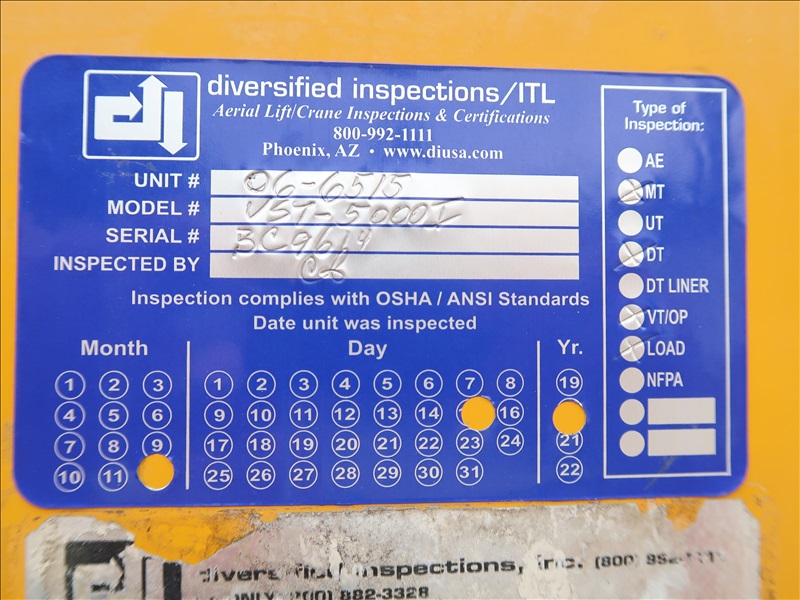 diversified inspections/ITL
Aerial Lift/Crane Inspections & Certifications
800-992-1111
Phoenix, AZ • www.diusa.com
UNIT # 06-6515
MODEL # VST-5000I
SERIAL #
INSPECTED BY
Inspection complies with OSHA / ANSI Standards
Date unit was inspected
Month
1 2 3
4 5 6
7 8 9
10 11
Day
1 2 3 4 5 6 7 8
9 10 11 12 13 14 16
17 18 19 20 21 22 23 24
25 26 27 28 29 30 31
Yr.
19
21
22
Type of
Inspection:
AE
MT
UT
DT
DT LINER
VT/OP
LOAD
NFPA
inspections, inc. (800)
882-3328